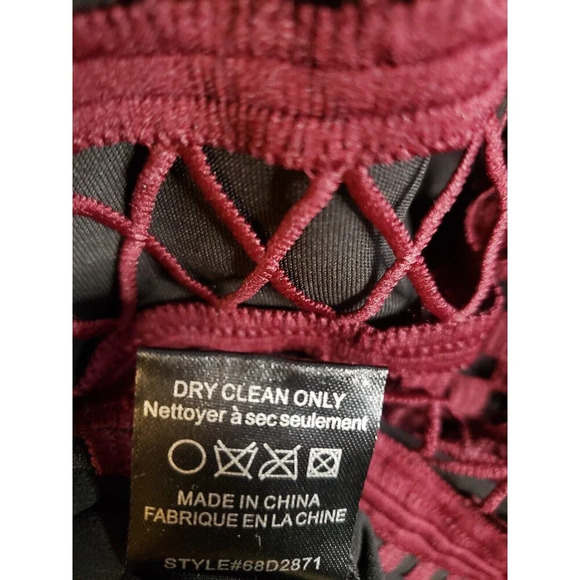 DRY CLEAN ONLY
Nettoyer à sec seulement
MADE IN CHINA
FABRIQUE EN LA CHINE
STYLE#68D2871